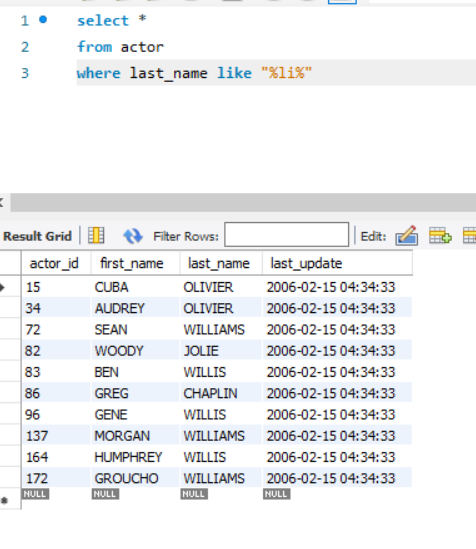 1 select *
2 from actor
3 where last_name like "%li%"
Result Grid Filter Rows: Edit:
actor_id first_name last_name last_update
15 CUBA OLIVIER 2006-02-15 04:34:33
34 AUDREY OLIVIER 2006-02-15 04:34:33
72 SEAN WILLIAMS 2006-02-15 04:34:33
82 WOODY JOLIE 2006-02-15 04:34:33
83 BEN WILLIS 2006-02-15 04:34:33
86 GREG CHAPLIN 2006-02-15 04:34:33
96 GENE WILLIS 2006-02-15 04:34:33
137 MORGAN WILLIAMS 2006-02-15 04:34:33
164 HUMPHREY WILLIS 2006-02-15 04:34:33
172 GROUCHO WILLIAMS 2006-02-15 04:34:33
NULL NULL NULL NULL